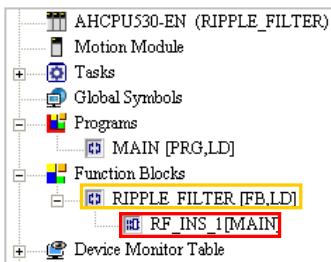 AHCPU530-EN (RIPPLE_FILTER)
Motion Module
Tasks
Global Symbols
Programs
MAIN [PRG,LD]
Function Blocks
RIPPLE_FILTER [FB,LD]
RF_INS_1[MAIN]
Device Monitor Table